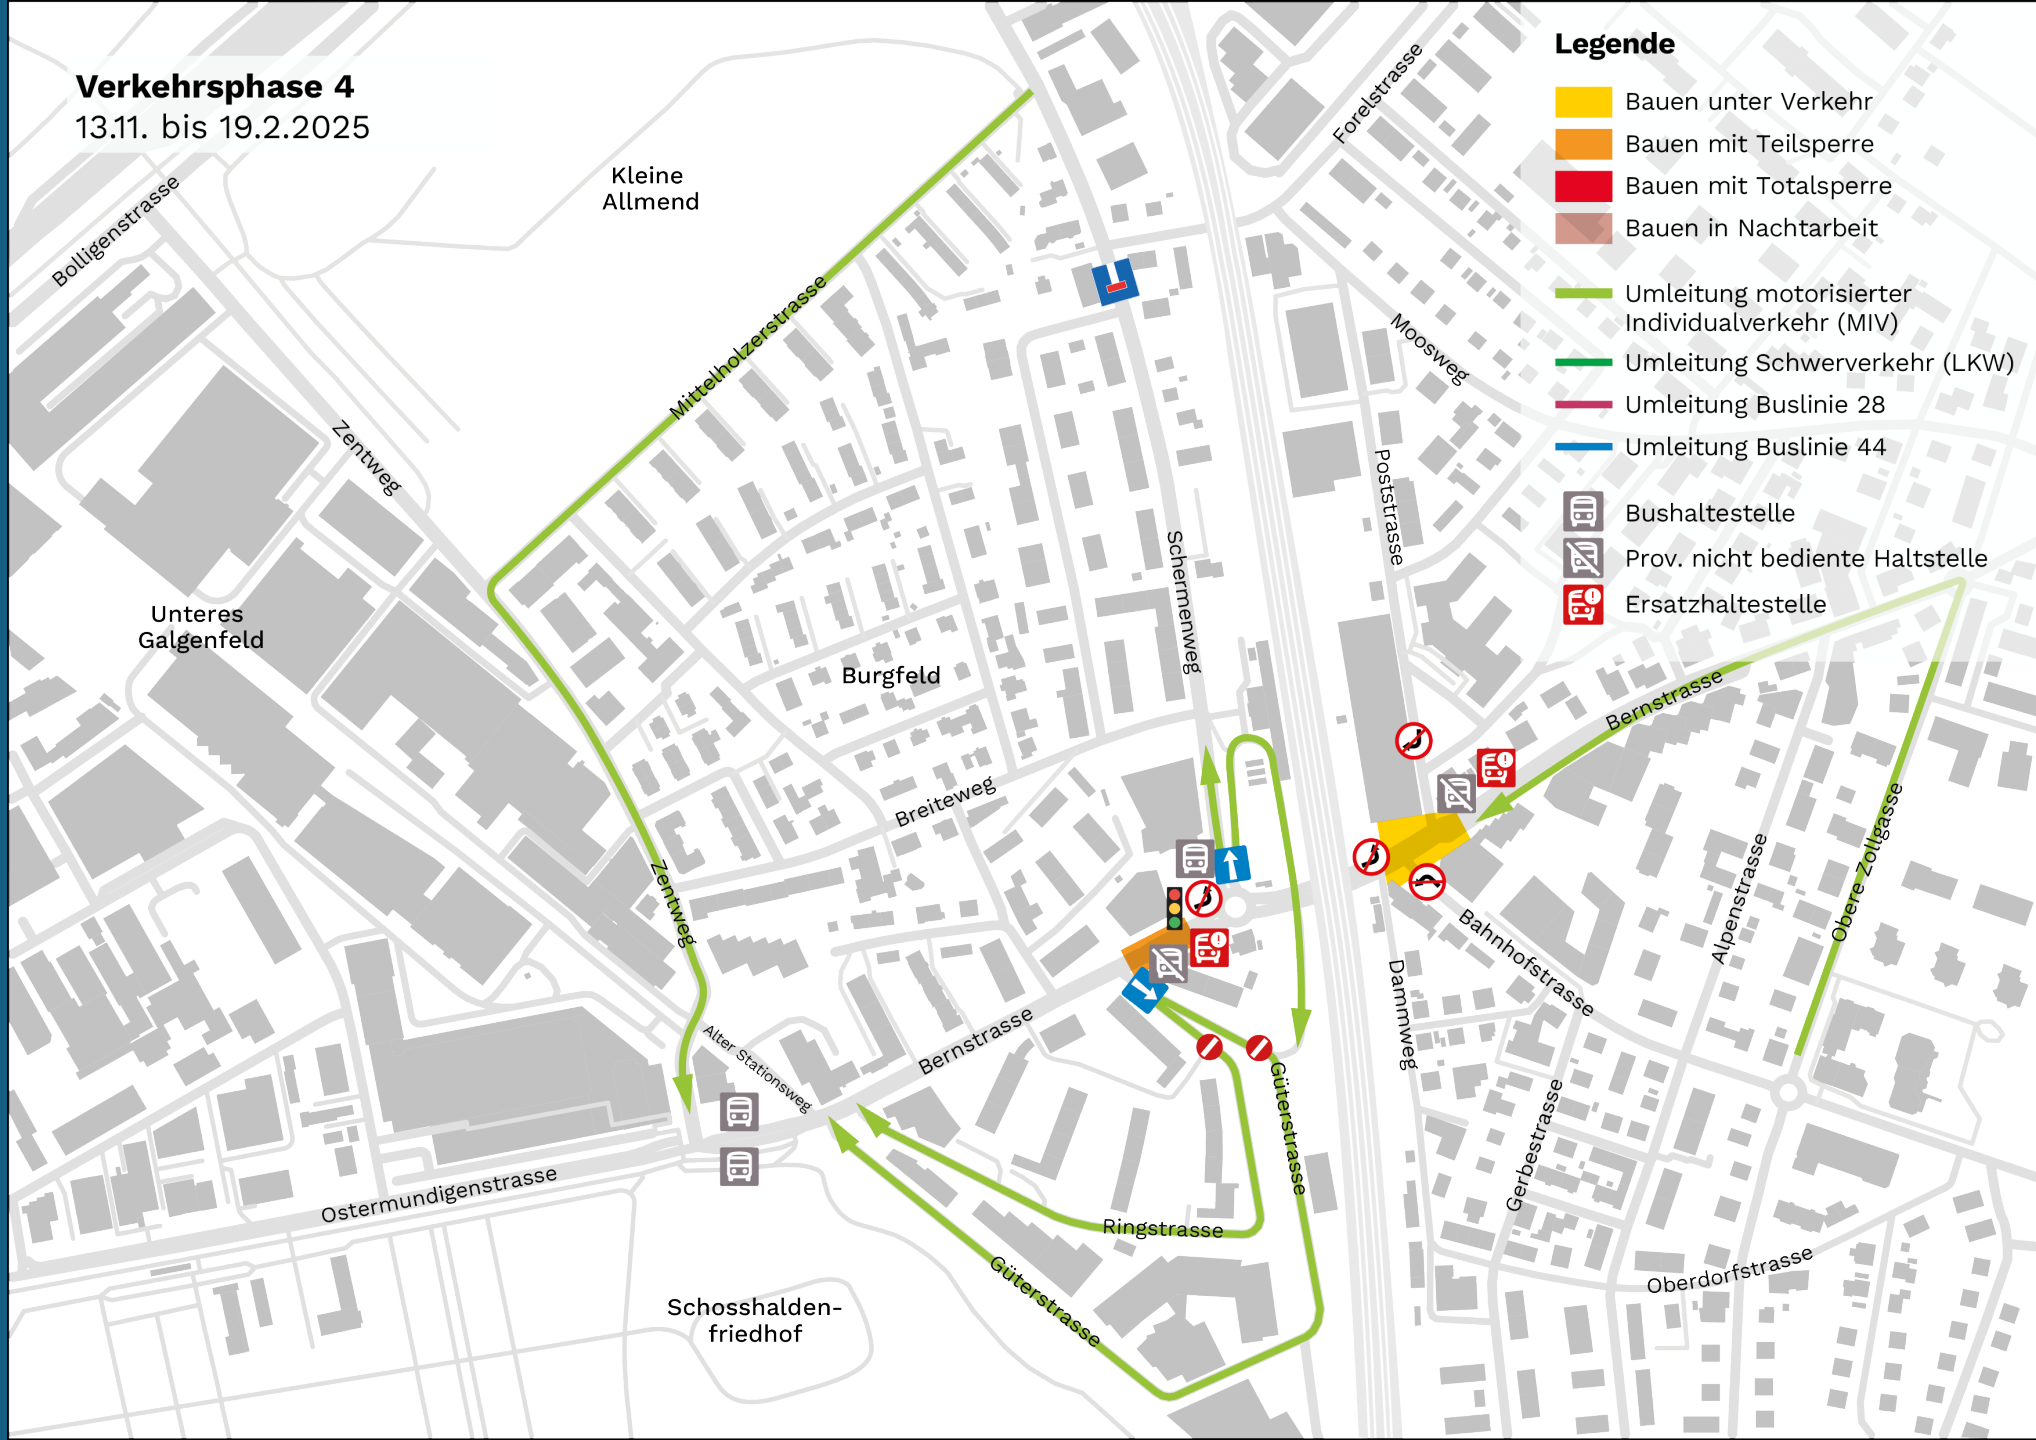 Verkehrsphase 4
13.11. bis 19.2.2025
Legende
Bauen unter Verkehr
Bauen mit Teilsperre
Bauen mit Totalsperre
Bauen in Nachtarbeit
Umleitung motorisierter
Individualverkehr (MIV)
Umleitung Schwerverkehr (LKW)
Umleitung Buslinie 28
Umleitung Buslinie 44
Bushaltestelle
Prov. nicht bediente Haltstelle
Ersatzhaltestelle
Forelstrasse
Kleine
Allmend
Bolligenstrasse
Mittelholzerstrasse
Moosweg
Zentweg
Poststrasse
Schermenweg
Unteres
Galgenfeld
Burgfeld
Bernstrasse
Breiteweg
Zentweg
Alpenstrasse
Obere Zollgasse
Bahnhofstrasse
Dammweg
Bernstrasse
Alter Stationsweg
Güterstrasse
Gerbestrasse
Ostermundigenstrasse
Ringstrasse
Güterstrasse
Oberdorfstrasse
Schosshalden-
friedhof